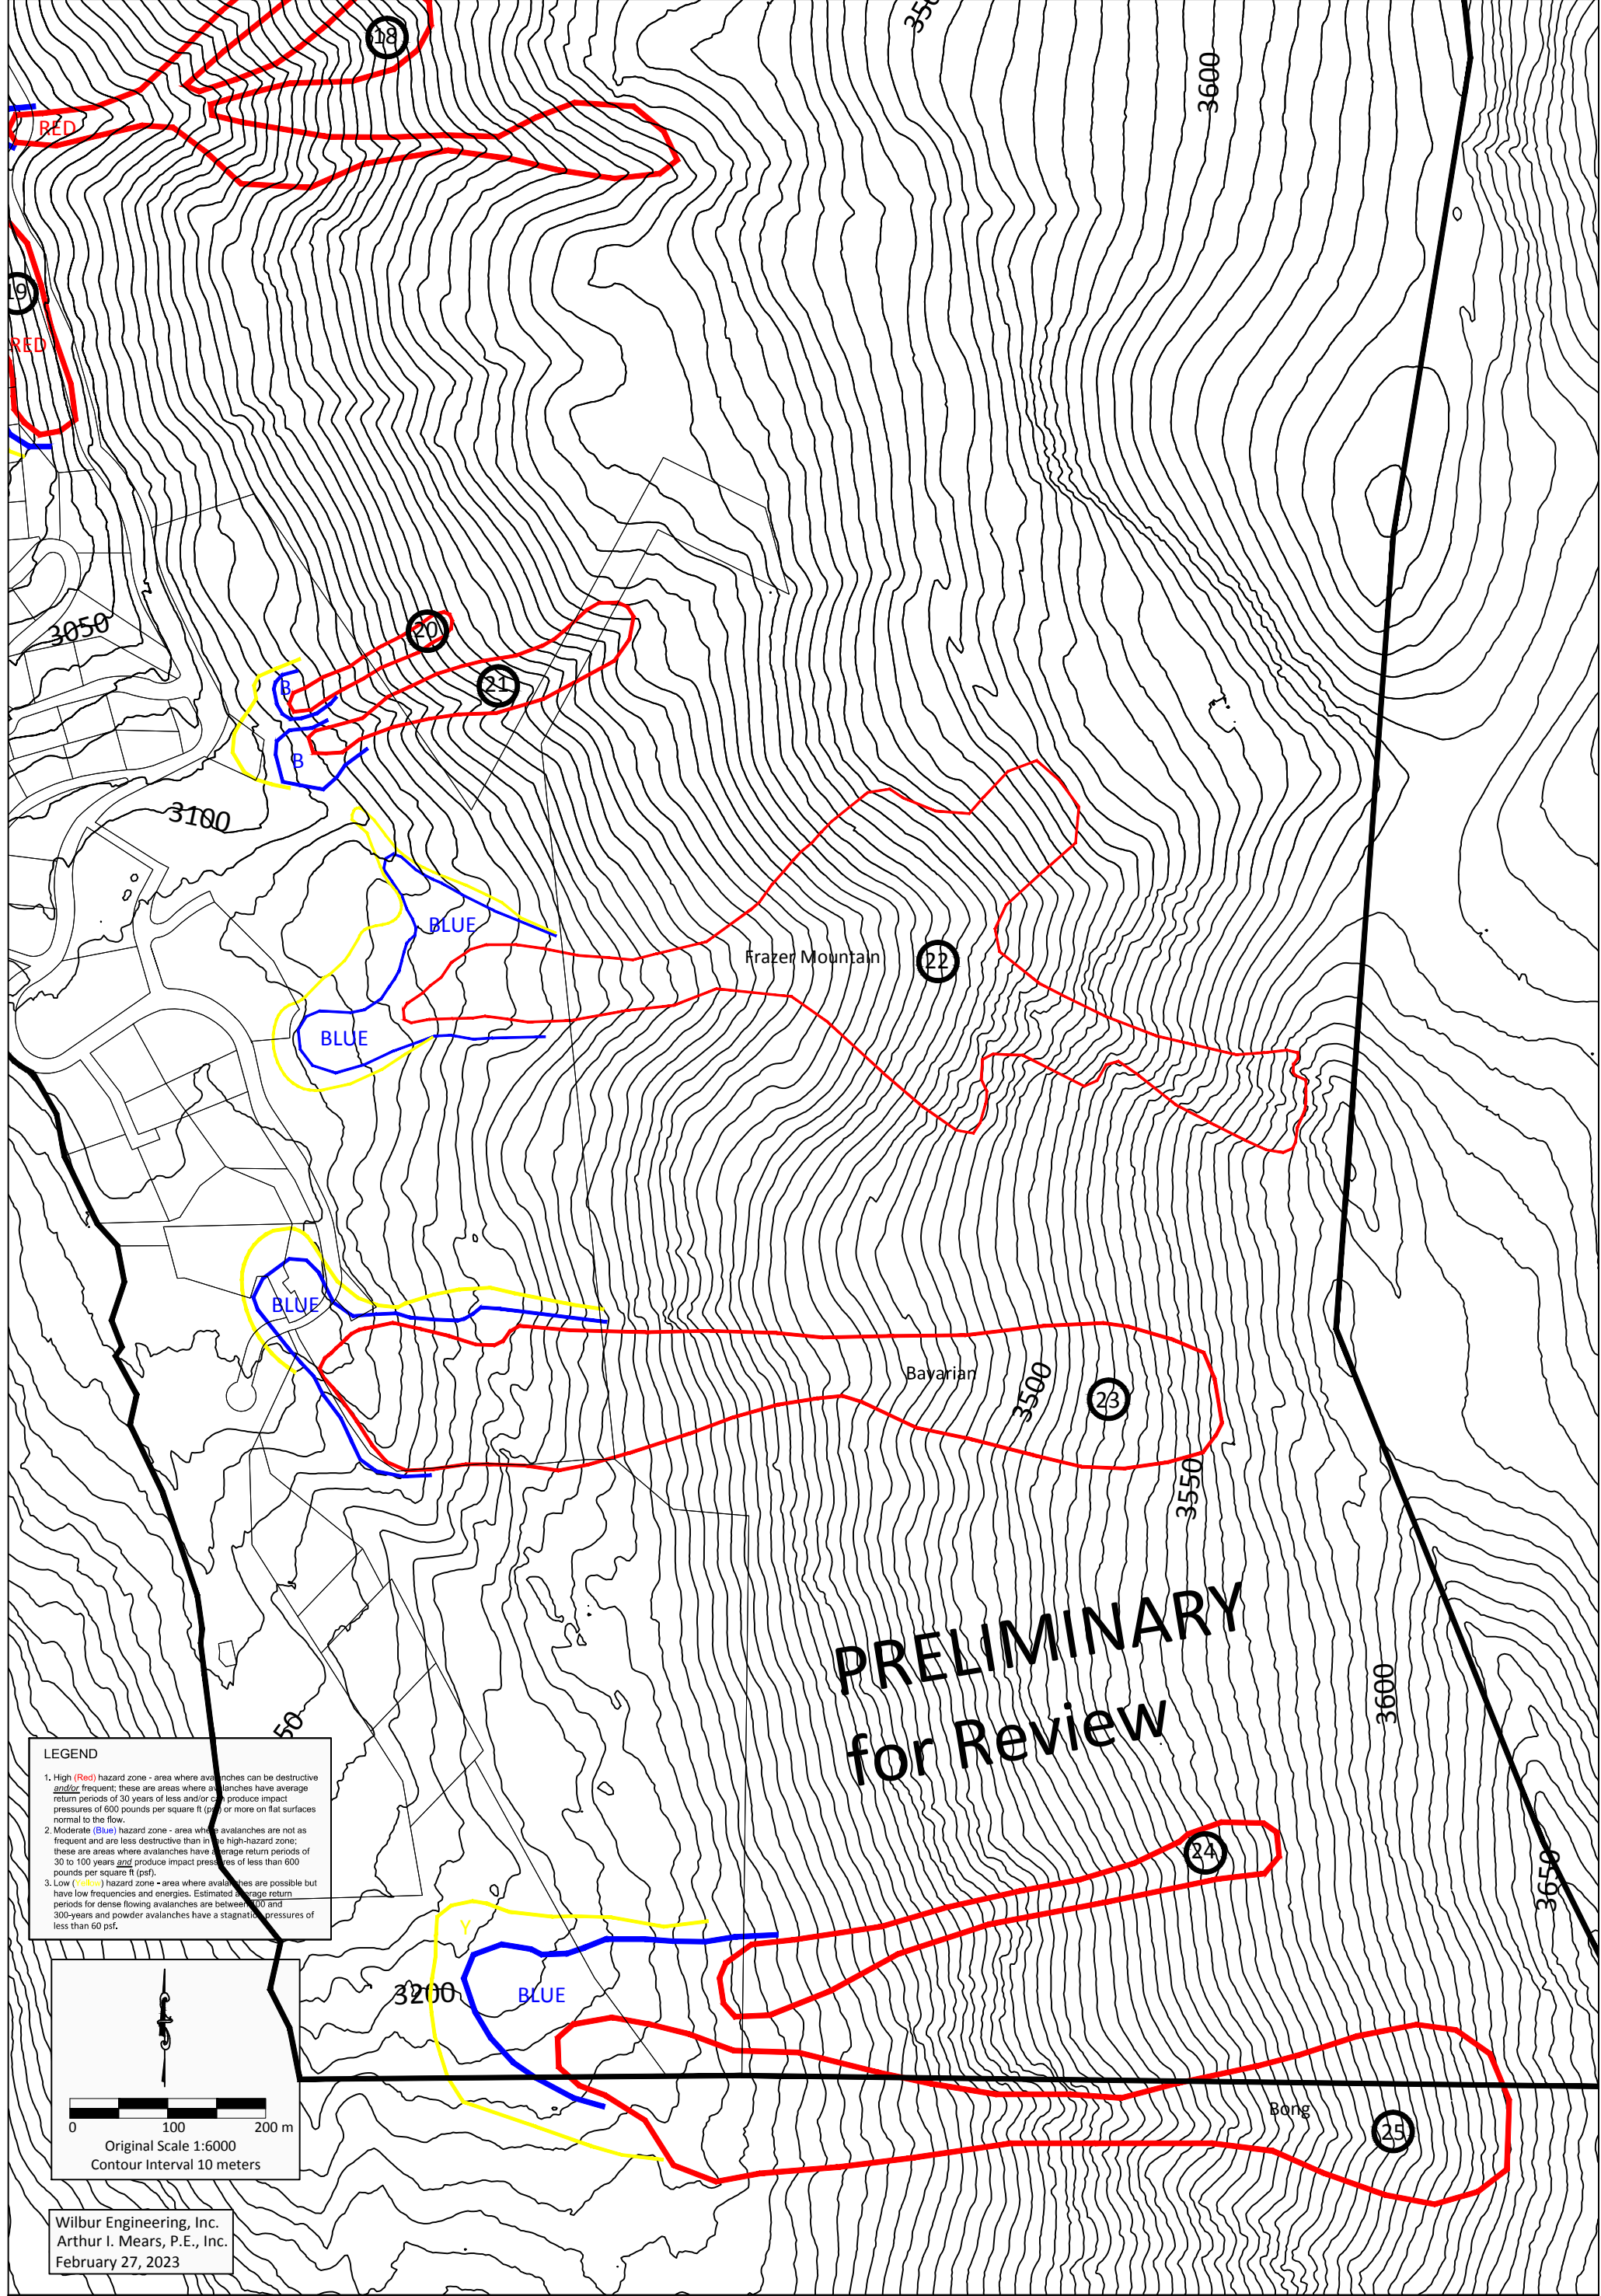 350
18
3600
RED
19
RED
3050
20
21
B
B
3100
BLUE
Frazer Mountain
22
BLUE
BLUE
Bavarian
3500
23
3550
PRELIMINARY
for Review
3600
50
3650
24
LEGEND
1. High (Red) hazard zone - area where avalanches can be destructive
and/or frequent; these are areas where avalanches have average
return periods of 30 years of less and/or can produce impact
pressures of 600 pounds per square ft (psf) or more on flat surfaces
normal to the flow.
2. Moderate (Blue) hazard zone - area where avalanches are not as
frequent and are less destructive than in the high-hazard zone;
these are areas where avalanches have average return periods of
30 to 100 years and produce impact pressures of less than 600
pounds per square ft (psf).
3. Low (Yellow) hazard zone - area where avalanches are possible but
have low frequencies and energies. Estimated average return
periods for dense flowing avalanches are between 100 and
300-years and powder avalanches have a stagnation pressures of
less than 60 psf.
Y
3200
BLUE
Bong
25
0 100 200 m
Original Scale 1:6000
Contour Interval 10 meters
Wilbur Engineering, Inc.
Arthur I. Mears, P.E., Inc.
February 27, 2023